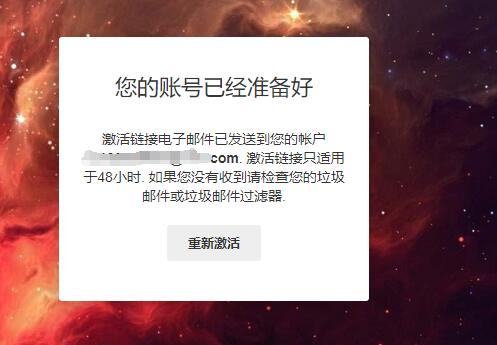 您的账号已经准备好
激活链接电子邮件已发送到您的帐户
com. 激活链接只适用
于48小时. 如果您没有收到请检查您的垃圾
邮件或垃圾邮件过滤器.
重新激活